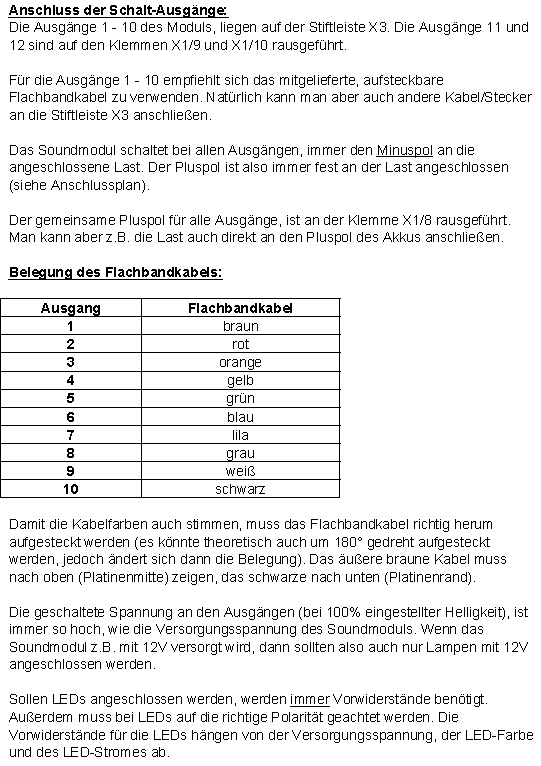 Anschluss der Schalt-Ausgänge:
Die Ausgänge 1 - 10 des Moduls, liegen auf der Stiftleiste X3. Die Ausgänge 11 und
12 sind auf den Klemmen X1/9 und X1/10 rausgeführt.
Für die Ausgänge 1 - 10 empfiehlt sich das mitgelieferte, aufsteckbare
Flachbandkabel zu verwenden. Natürlich kann man aber auch andere Kabel/Stecker
an die Stiftleiste X3 anschließen.
Das Soundmodul schaltet bei allen Ausgängen, immer den Minuspol an die
angeschlossene Last. Der Pluspol ist also immer fest an der Last angeschlossen
(siehe Anschlussplan).
Der gemeinsame Pluspol für alle Ausgänge, ist an der Klemme X1/8 rausgeführt.
Man kann aber z.B. die Last auch direkt an den Pluspol des Akkus anschließen.
Belegung des Flachbandkabels:
Ausgang Flachbandkabel
1 braun
2 rot
3 orange
4 gelb
5 grün
6 blau
7 lila
8 grau
9 weiß
10 schwarz
Damit die Kabelfarben auch stimmen, muss das Flachbandkabel richtig herum
aufgesteckt werden (es könnte theoretisch auch um 180° gedreht aufgesteckt
werden, jedoch ändert sich dann die Belegung). Das äußere braune Kabel muss
nach oben (Platinenmitte) zeigen, das schwarze nach unten (Platinenrand).
Die geschaltete Spannung an den Ausgängen (bei 100% eingestellter Helligkeit), ist
immer so hoch, wie die Versorgungsspannung des Soundmoduls. Wenn das
Soundmodul z.B. mit 12V versorgt wird, dann sollten also auch nur Lampen mit 12V
angeschlossen werden.
Sollen LEDs angeschlossen werden, werden immer Vorwiderstände benötigt.
Außerdem muss bei LEDs auf die richtige Polarität geachtet werden. Die
Vorwiderstände für die LEDs hängen von der Versorgungsspannung, der LED-Farbe
und des LED-Stromes ab.